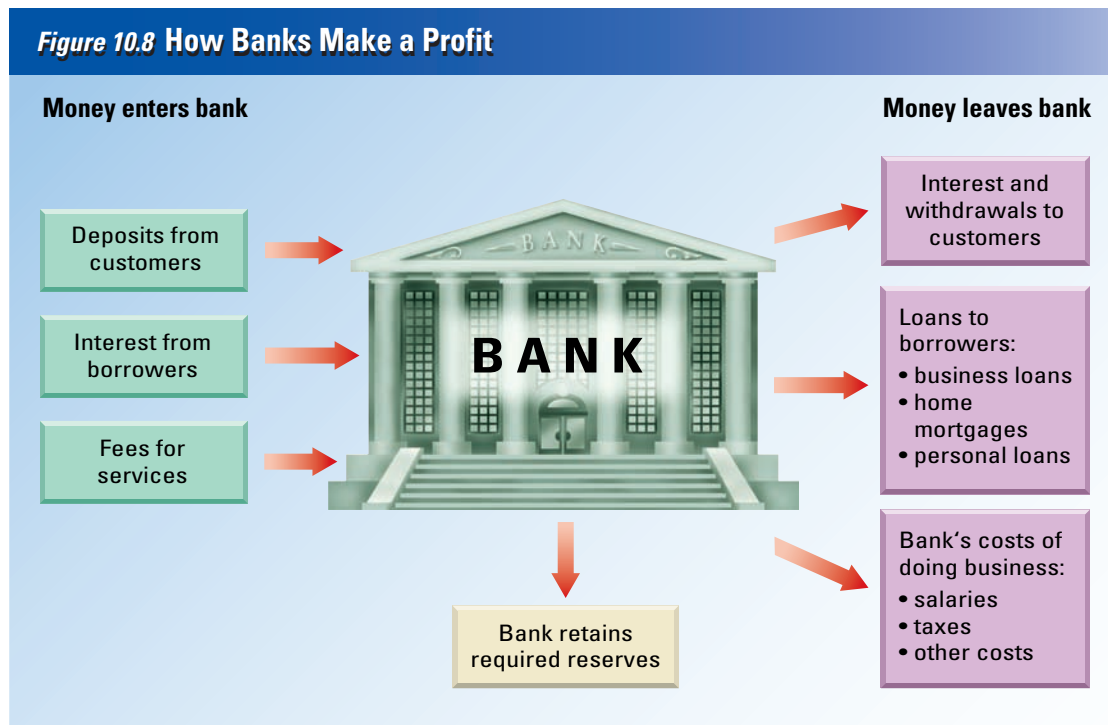 Figure 10.8 How Banks Make a Profit
Money enters bank
Money leaves bank
Deposits from
customers
Interest from
borrowers
Fees for
services
BANK
BANK
Bank retains
required reserves
Interest and
withdrawals to
customers
Loans to
borrowers:
• business loans
• home
mortgages
• personal loans
Bank‘s costs of
doing business:
• salaries
• taxes
• other costs